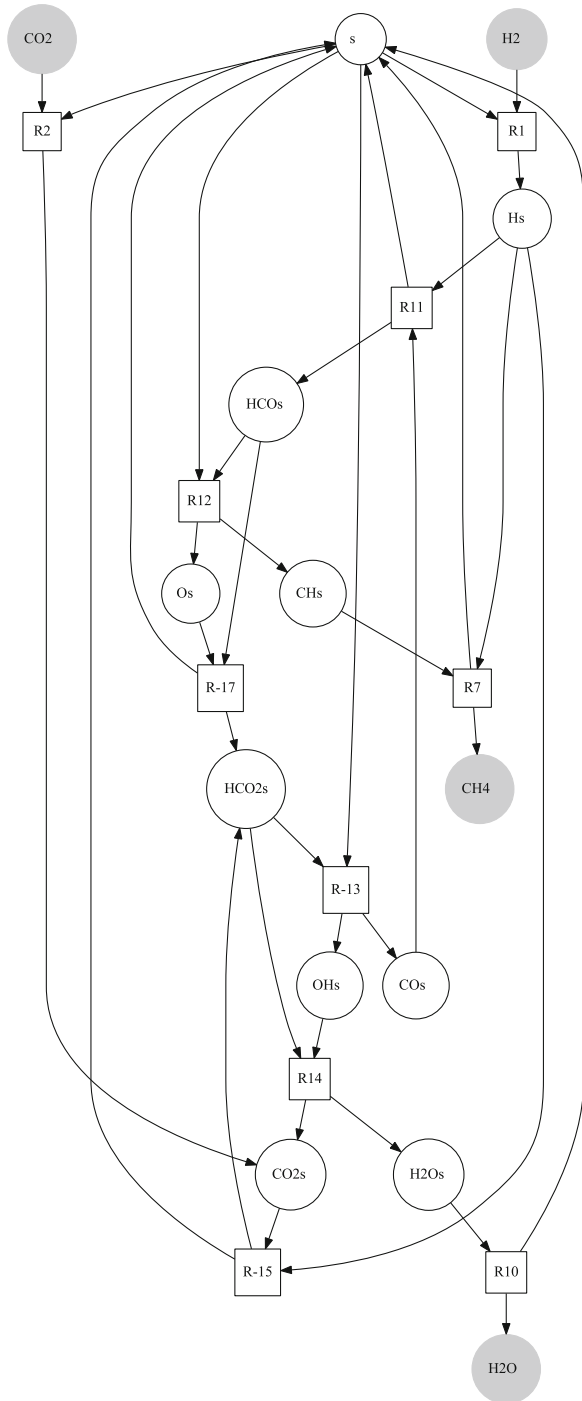 CO2
s
H2
R2
R1
Hs
R11
HCOs
R12
Os
CHs
R-17
R7
HCO2s
CH4
R-13
OHs
COs
R14
CO2s
H2Os
R-15
R10
H2O